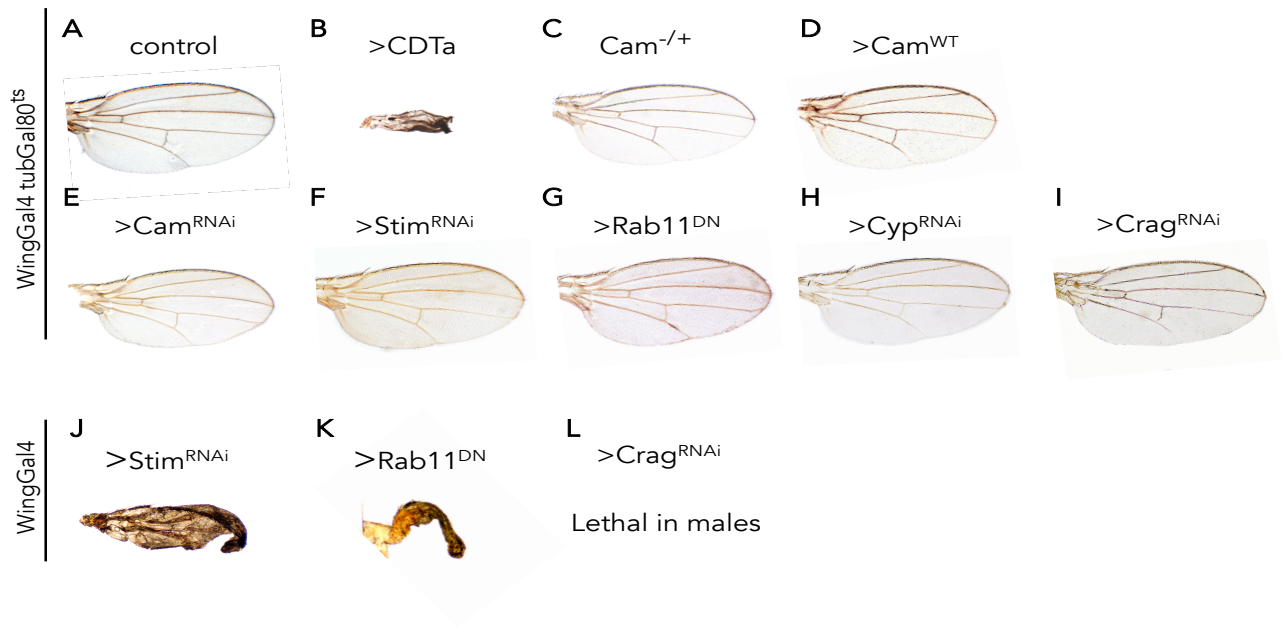 WingGal4 tubGal80ts
A
control
B
>CDTa
C
Cam-/+
D
>CamWT
E
>CamRNAi
F
>StimRNAi
G
>Rab11DN
H
>CypRNAi
I
>CragRNAi
WingGal4
J
>StimRNAi
K
>Rab11DN
L
>CragRNAi
Lethal in males